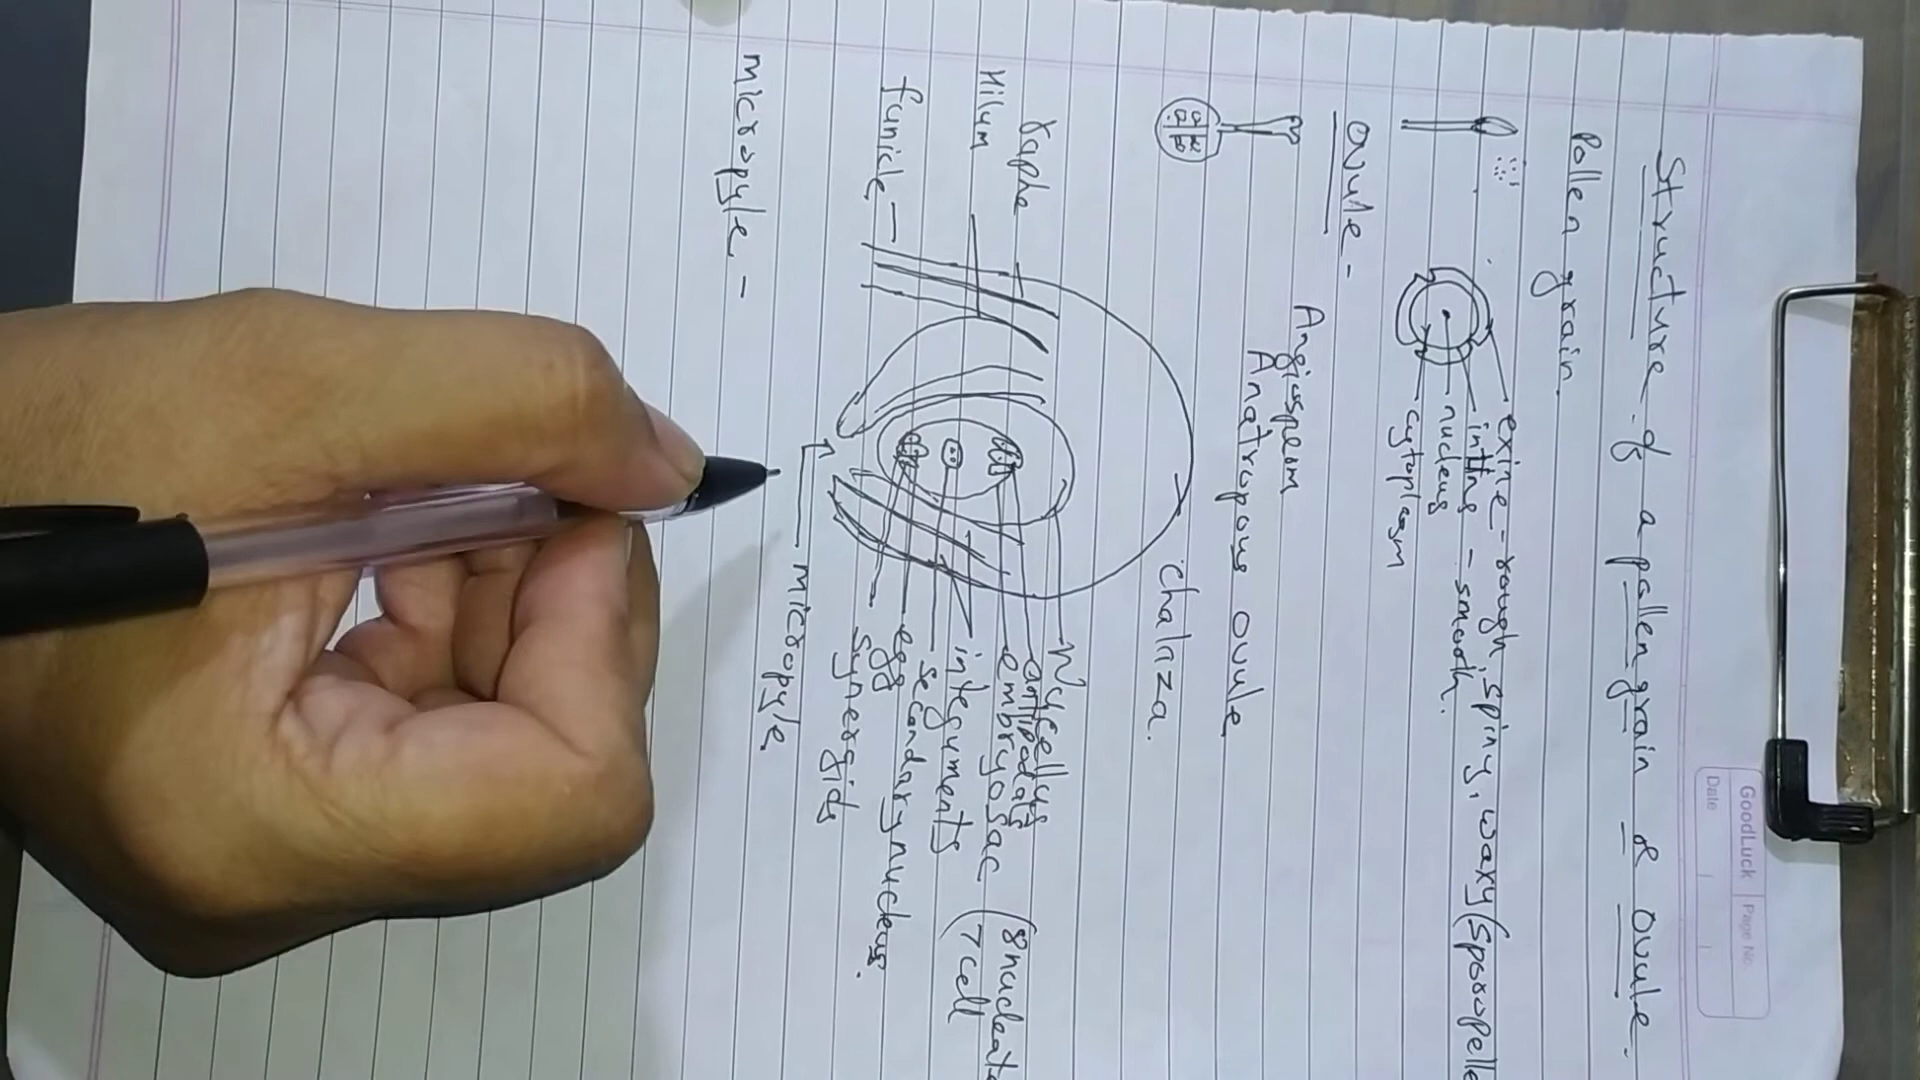 GoodLuck Page No.
Date
Structure of a pollen grain & ovule.
Pollen grain.
exine - rough, spiny, waxy (sporopolle
intine - smooth.
nucleus
cytoplasm
Ovule -
Angiosperm
Anatropous ovule
chalaza.
Nucellus
antipodals
embryosac (8 nucleate
7 cell
integuments
secondary nucleus.
egg
synergids
micropyle
raphe
Hilum
funicle
micropyle -